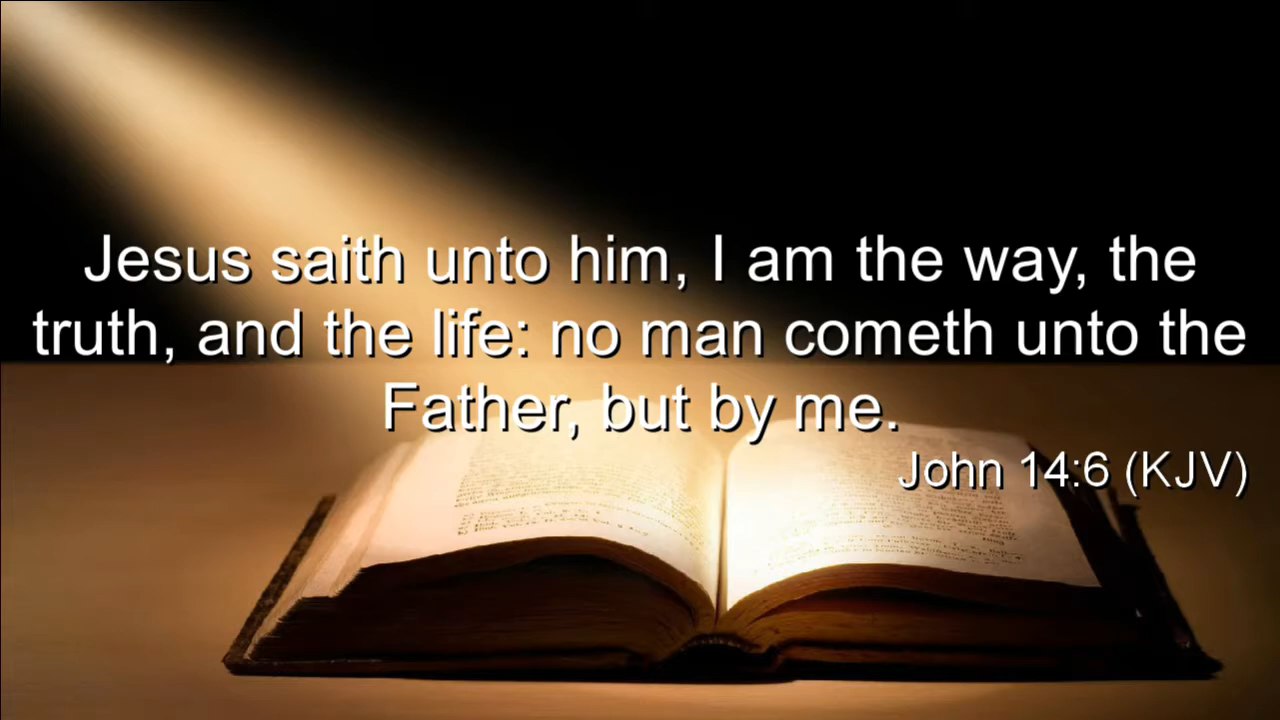 Jesus saith unto him, I am the way, the
truth, and the life: no man cometh unto the
Father, but by me.
John 14:6 (KJV)